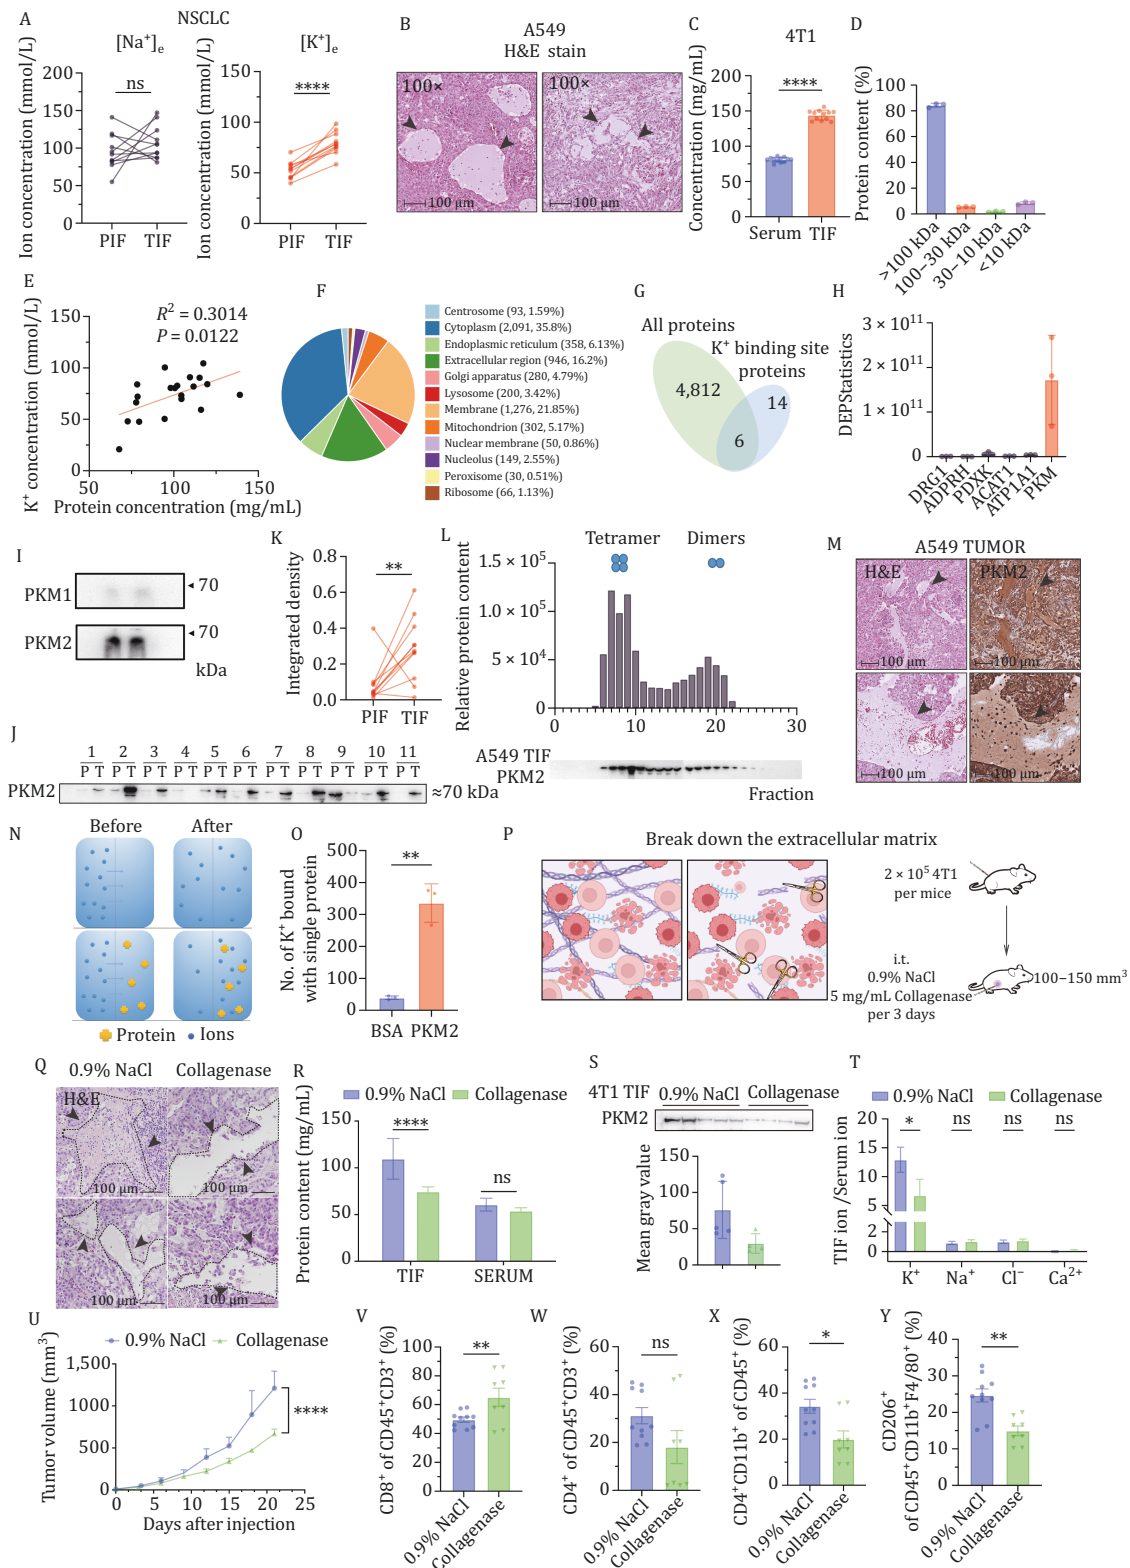 A
NSCLC
[Na⁺]ₑ
[K⁺]ₑ
Ion concentration (mmol/L)
200
150
100
50
0
ns
PIF
TIF
Ion concentration (mmol/L)
150
100
50
0
****
PIF
TIF
B
A549
H&E stain
100×
100 μm
100×
100 μm
C
4T1
Concentration (mg/mL)
200
150
100
50
0
****
Serum
TIF
D
Protein content (%)
100
80
60
40
20
0
>100 kDa
100–30 kDa
30–10 kDa
<10 kDa
E
K⁺ concentration (mmol/L)
150
100
50
0
R² = 0.3014
P = 0.0122
50
100
150
Protein concentration (mg/mL)
F
Centrosome (93, 1.59%)
Cytoplasm (2,091, 35.8%)
Endoplasmic reticulum (358, 6.13%)
Extracellular region (946, 16.2%)
Golgi apparatus (280, 4.79%)
Lysosome (200, 3.42%)
Membrane (1,276, 21.85%)
Mitochondrion (302, 5.17%)
Nuclear membrane (50, 0.86%)
Nucleolus (149, 2.55%)
Peroxisome (30, 0.51%)
Ribosome (66, 1.13%)
G
All proteins
K⁺ binding site
proteins
4,812
14
6
H
DEPStatistics
3 × 10¹¹
2 × 10¹¹
1 × 10¹¹
0
DRG1
ADPRH
PDXK
ACAT1
ATP1A1
PKM
I
PKM1
70
PKM2
70
kDa
K
Integrated density
0.8
0.6
0.4
0.2
0.0
**
PIF
TIF
L
Tetramer
Dimers
Relative protein content
1.5 × 10⁵
1.0 × 10⁵
5 × 10⁴
0
10
20
30
A549 TIF
PKM2
Fraction
M
A549 TUMOR
H&E
PKM2
100 μm
100 μm
100 μm
100 μm
J
1 2 3 4 5 6 7 8 9 10 11
P T P T P T P T P T P T P T P T P T P T P T
PKM2
≈70 kDa
N
Before
After
Protein
Ions
O
No. of K⁺ bound
with single protein
500
400
300
200
100
0
**
BSA
PKM2
P
Break down the extracellular matrix
2 × 10⁵ 4T1
per mice
i.t.
0.9% NaCl
5 mg/mL Collagenase
per 3 days
100–150 mm³
Q
0.9% NaCl
Collagenase
H&E
100 μm
100 μm
100 μm
100 μm
R
0.9% NaCl
Collagenase
Protein content (mg/mL)
150
100
50
0
****
ns
TIF
SERUM
S
4T1 TIF
0.9% NaCl
Collagenase
PKM2
Mean gray value
150
100
50
0
T
0.9% NaCl
Collagenase
TIF ion /Serum ion
20
15
10
5
2
0
*
ns
ns
ns
K⁺
Na⁺
Cl⁻
Ca²⁺
U
0.9% NaCl
Collagenase
Tumor volume (mm³)
1,500
1000
500
0
****
0
5
10
15
20
25
Days after injection
V
CD8⁺ of CD45⁺CD3⁺ (%)
100
80
60
40
20
0
**
0.9% NaCl
Collagenase
W
CD4⁺ of CD45⁺CD3⁺ (%)
60
40
20
0
ns
0.9% NaCl
Collagenase
X
CD4⁺CD11b⁺ of CD45⁺ (%)
60
40
20
0
*
0.9% NaCl
Collagenase
Y
CD206⁺
of CD45⁺CD11b⁺F4/80⁺ (%)
40
30
20
10
0
**
0.9% NaCl
Collagenase